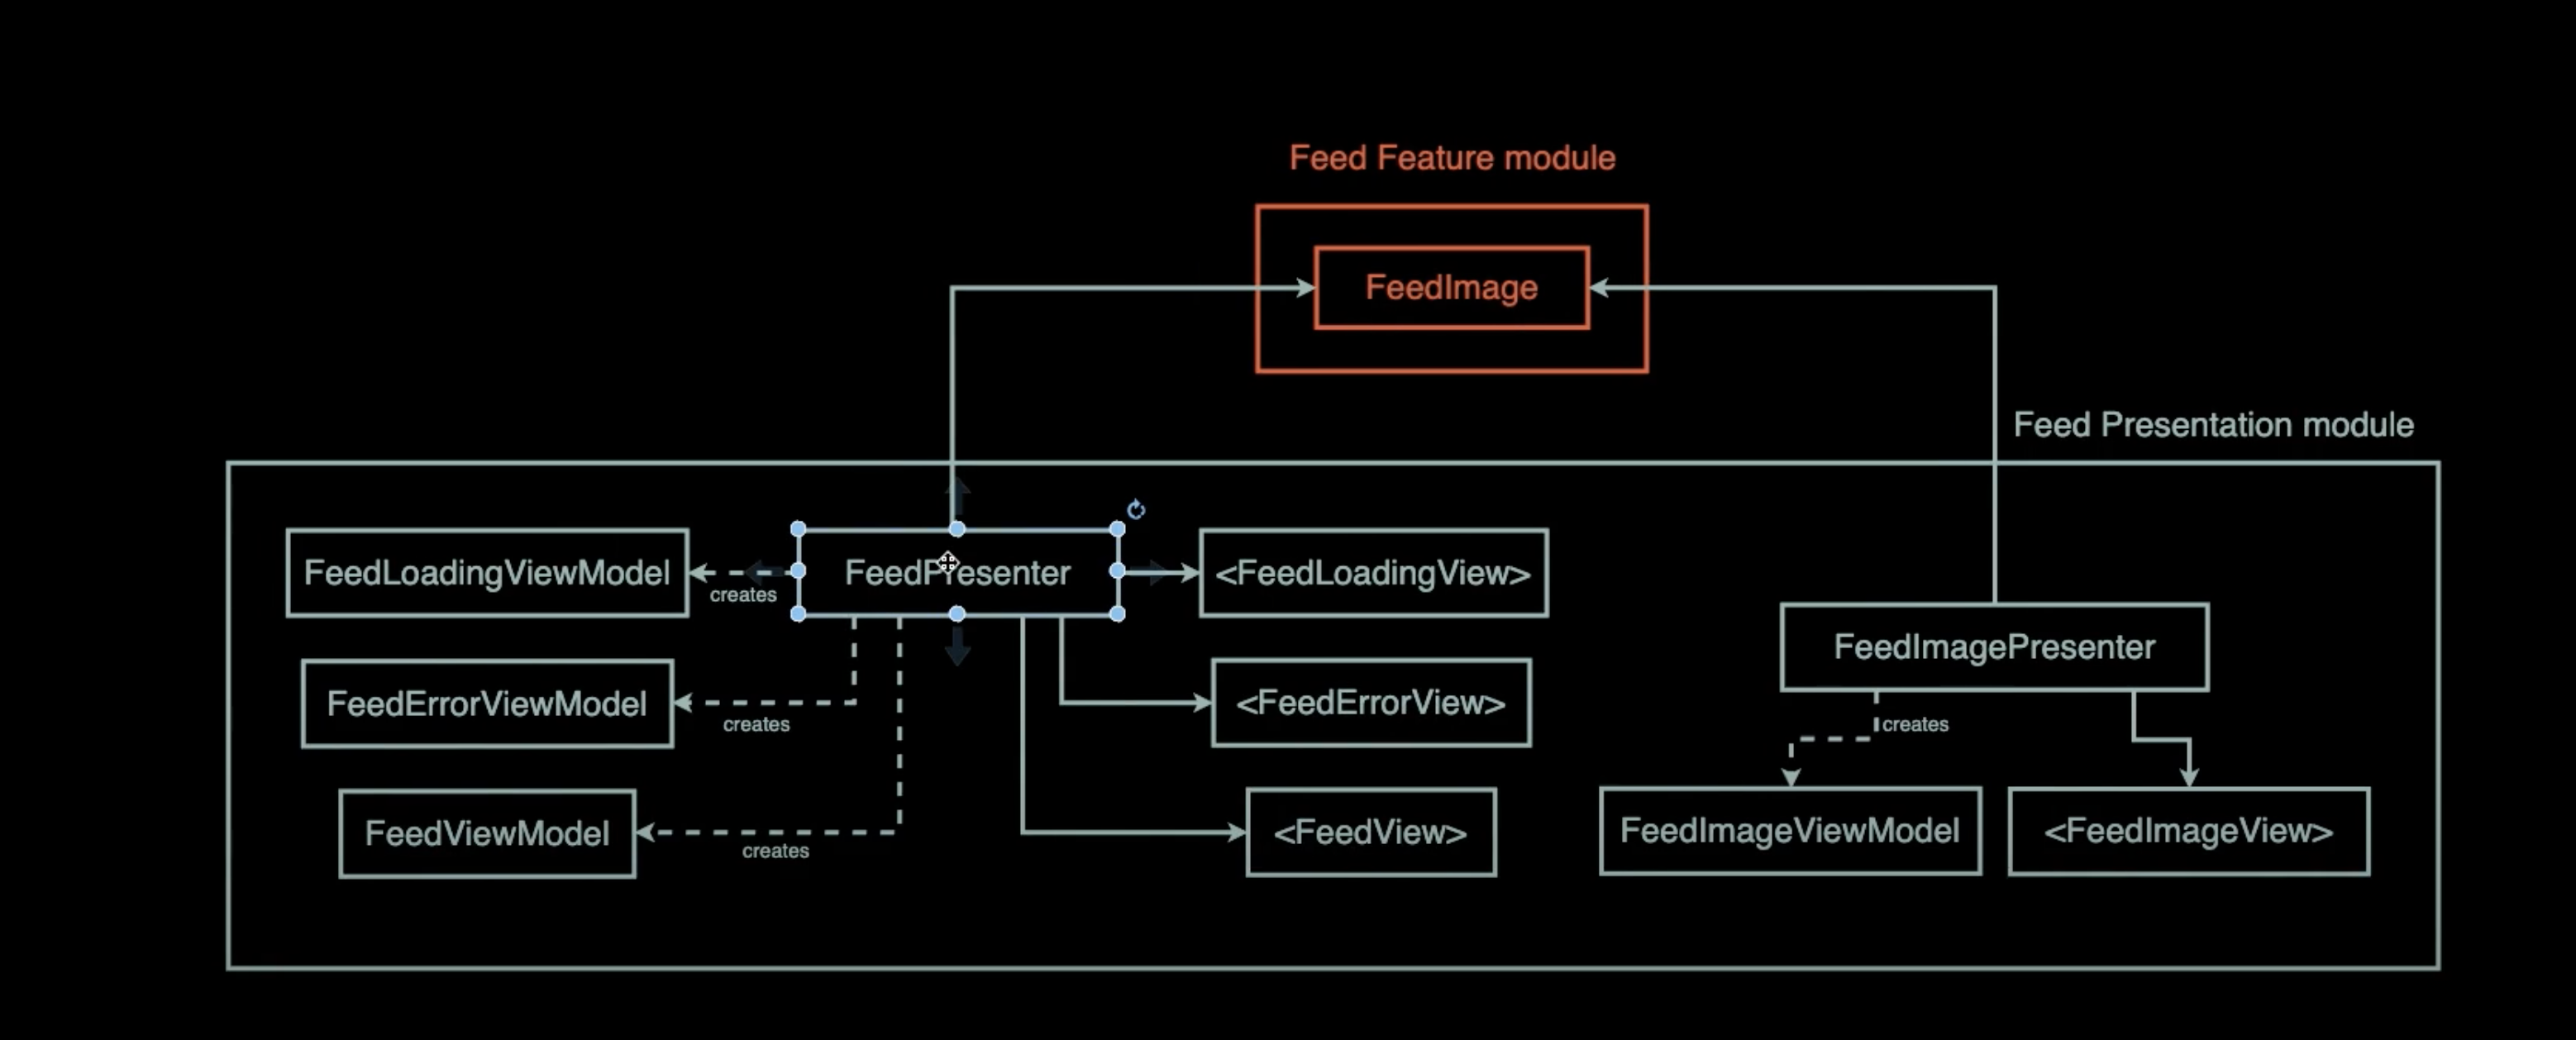 Feed Feature module
FeedImage
Feed Presentation module
FeedLoadingViewModel
creates
FeedPresenter
<FeedLoadingView>
FeedImagePresenter
FeedErrorViewModel
creates
<FeedErrorView>
creates
FeedViewModel
creates
<FeedView>
FeedImageViewModel
<FeedImageView>